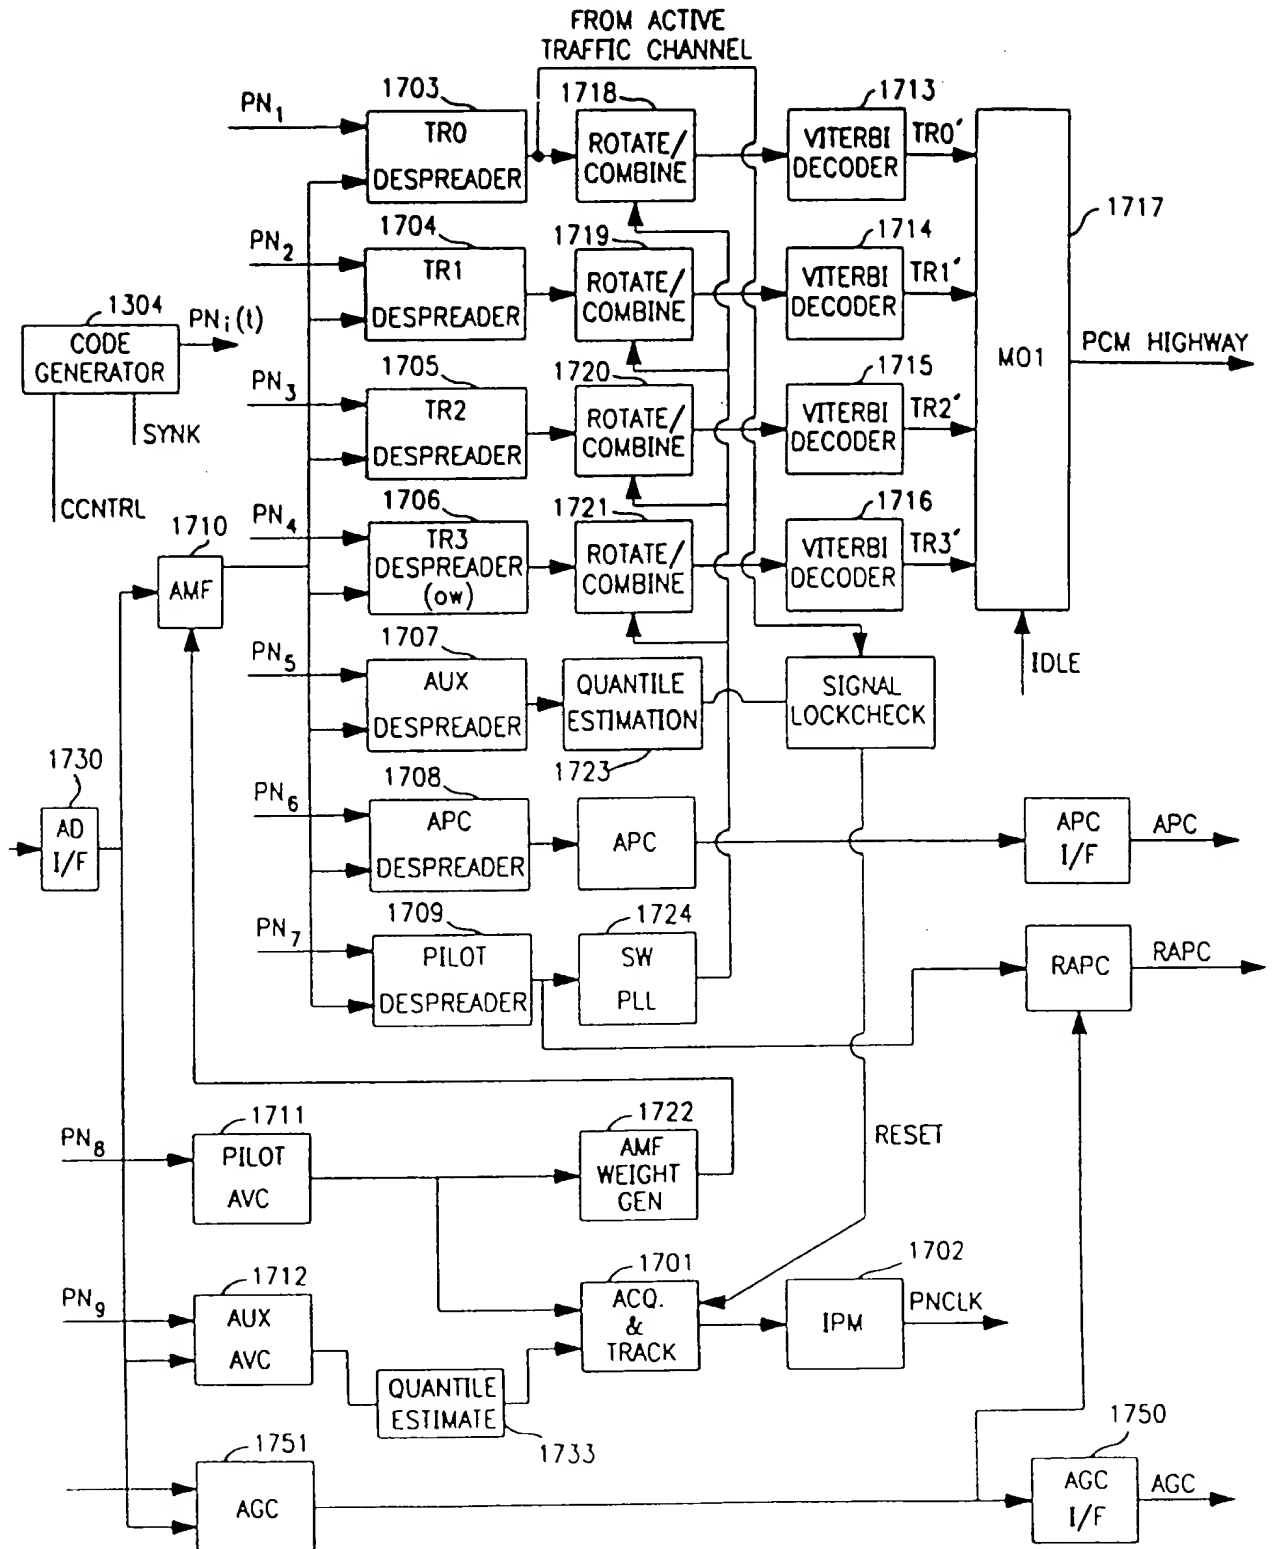 FROM ACTIVE
TRAFFIC CHANNEL
PN1
1703
TR0
DESPREADER
1718
ROTATE/
COMBINE
1713
VITERBI
DECODER
TR0′
MO1
1717
PCM HIGHWAY
IDLE
PN2
1704
TR1
DESPREADER
1719
ROTATE/
COMBINE
1714
VITERBI
DECODER
TR1′
1304
CODE
GENERATOR
PNi(t)
SYNK
CCNTRL
PN3
1705
TR2
DESPREADER
1720
ROTATE/
COMBINE
1715
VITERBI
DECODER
TR2′
1710
AMF
PN4
1706
TR3
DESPREADER
(OW)
1721
ROTATE/
COMBINE
1716
VITERBI
DECODER
TR3′
PN5
1707
AUX
DESPREADER
QUANTILE
ESTIMATION
1723
SIGNAL
LOCKCHECK
1730
AD
I/F
PN6
1708
APC
DESPREADER
APC
APC
I/F
APC
PN7
1709
PILOT
DESPREADER
1724
SW
PLL
RAPC
RAPC
PN8
1711
PILOT
AVC
1722
AMF
WEIGHT
GEN
RESET
PN9
1712
AUX
AVC
QUANTILE
ESTIMATE
1733
1701
ACQ.
&
TRACK
1702
IPM
PNCLK
1751
AGC
1750
AGC
I/F
AGC